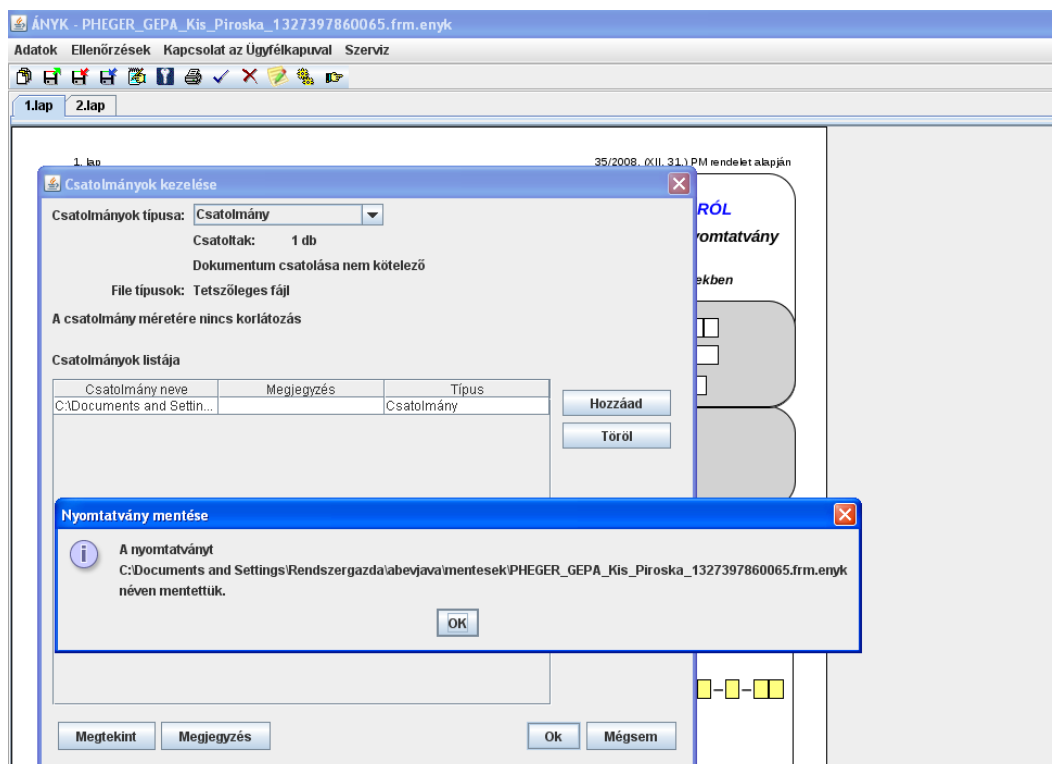 ÁNYK - PHEGER_GEPA_Kis_Piroska_1327397860065.frm.enyk
Adatok Ellenőrzések Kapcsolat az Ügyfélkapuval Szerviz
1.lap 2.lap
1. lap 35/2008. (XII. 31.) PM rendelet alapján
Csatolmányok kezelése
RÓL
Csatolmányok típusa: Csatolmány
yomtatvány
Csatoltak: 1 db
Dokumentum csatolása nem kötelező
ekben
File típusok: Tetszőleges fájl
A csatolmány méretére nincs korlátozás
Csatolmányok listája
Csatolmány neve Megjegyzés Típus
C:\Documents and Settin... Csatolmány
Hozzáad
Töröl
Nyomtatvány mentése
A nyomtatványt
C:\Documents and Settings\Rendszergazda\abevjava\mentesek\PHEGER_GEPA_Kis_Piroska_1327397860065.frm.enyk
néven mentettük.
OK
Megtekint Megjegyzés Ok Mégsem